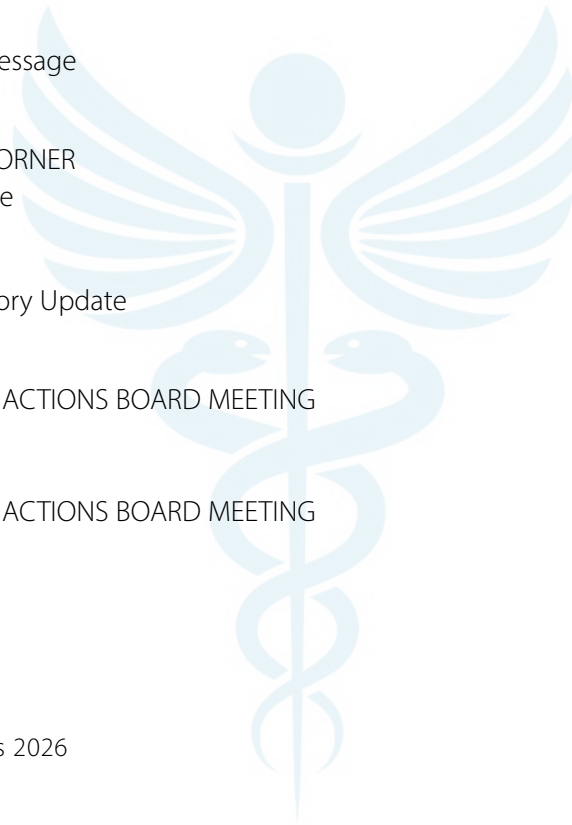 essage
ORNER
e
ory Update
ACTIONS BOARD MEETING
ACTIONS BOARD MEETING
s 2026